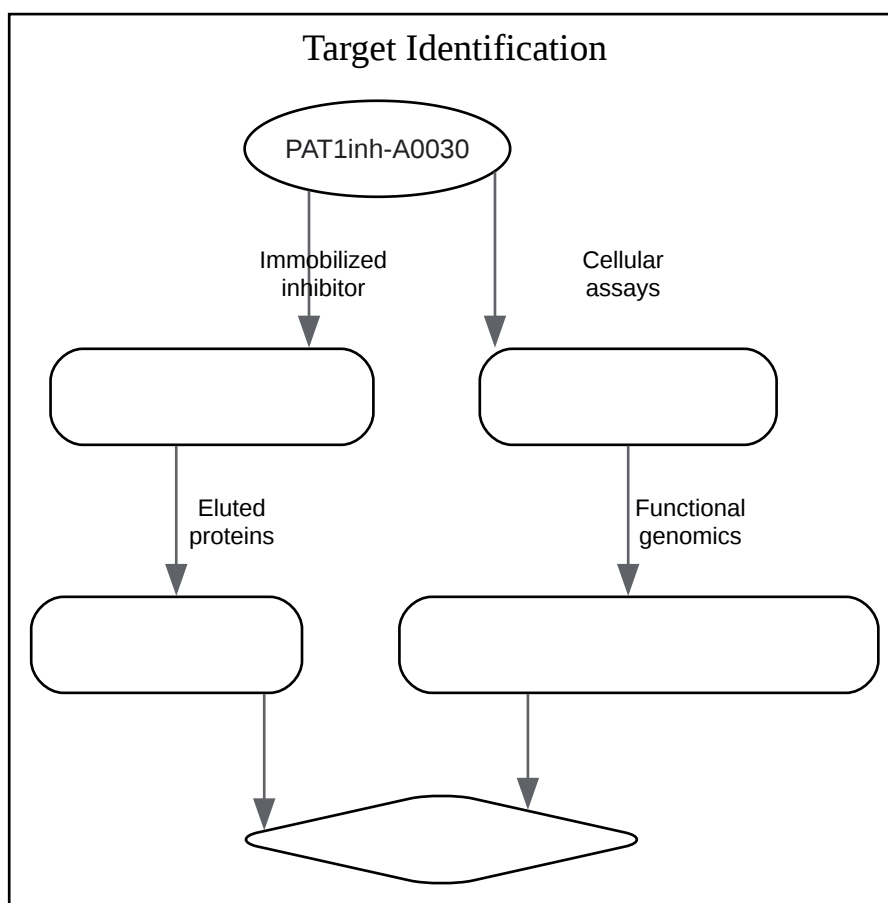 Target Identification
PAT1inh-A0030
Immobilized
inhibitor
Cellular
assays
Eluted
proteins
Functional
genomics